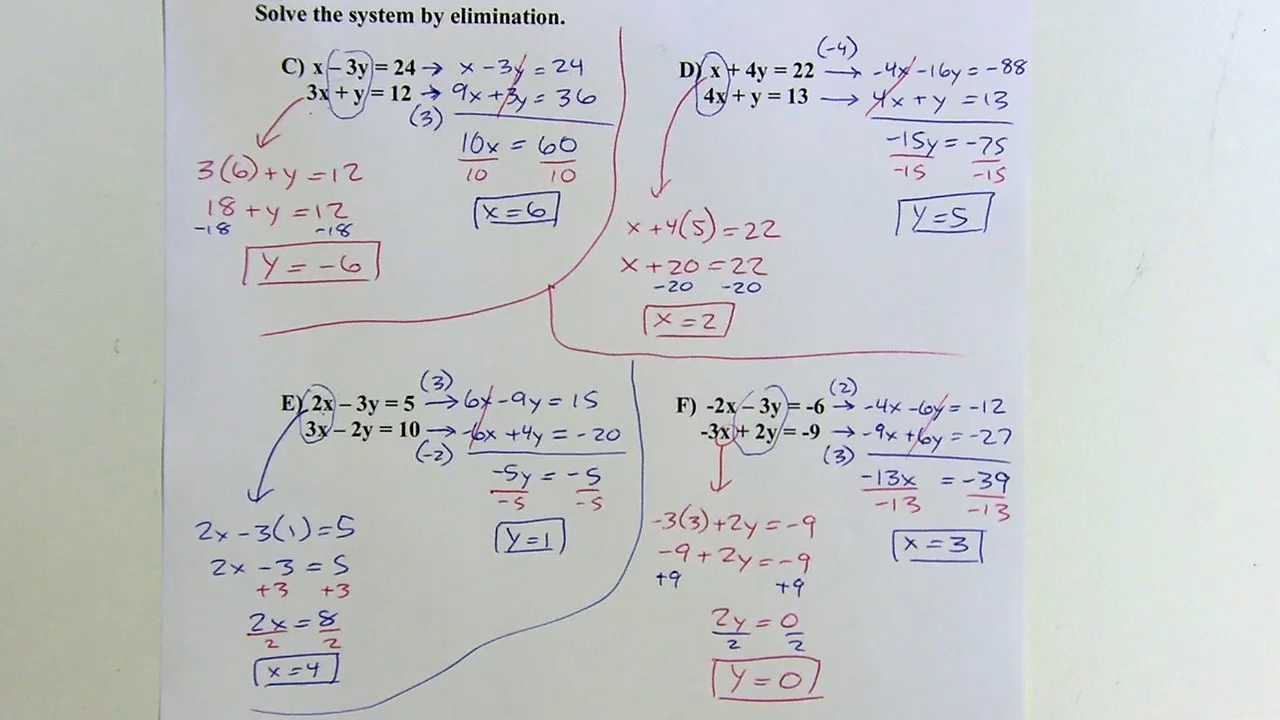 Solve the system by elimination.
C) x – 3y = 24 → x - 3y = 24
3x + y = 12 → 9x + 3y = 36
(3)
10x = 60
10 10
x = 6
3(6) + y = 12
18 + y = 12
-18 -18
y = -6
(-4)
D) x + 4y = 22 → -4x - 16y = -88
4x + y = 13 → 4x + y = 13
-15y = -75
-15 -15
y = 5
x + 4(5) = 22
x + 20 = 22
-20 -20
x = 2
(3)
E) 2x – 3y = 5 → 6x - 9y = 15
3x – 2y = 10 → -6x + 4y = -20
(-2)
-5y = -5
-5 -5
y = 1
2x - 3(1) = 5
2x - 3 = 5
+3 +3
2x = 8
2 2
x = 4
(2)
F) -2x – 3y = -6 → -4x - 6y = -12
-3x + 2y = -9 → -9x + 6y = -27
(3)
-13x = -39
-13 -13
x = 3
-3(3) + 2y = -9
-9 + 2y = -9
+9 +9
2y = 0
2 2
y = 0